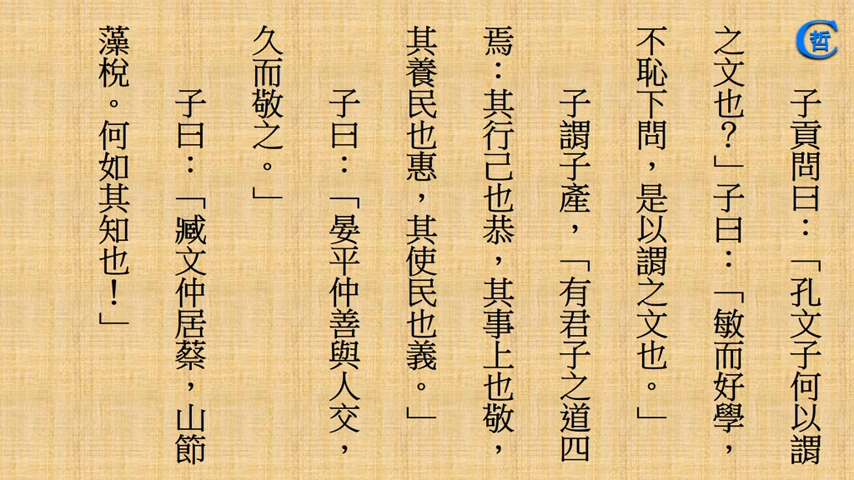 哲
子貢問曰：「孔文子何以謂
之文也？」子曰：「敏而好學，
不恥下問，是以謂之文也。」
子謂子產，「有君子之道四
焉：其行己也恭，其事上也敬，
其養民也惠，其使民也義。」
子曰：「晏平仲善與人交，
久而敬之。」
子曰：「臧文仲居蔡，山節
藻梲。何如其知也！」